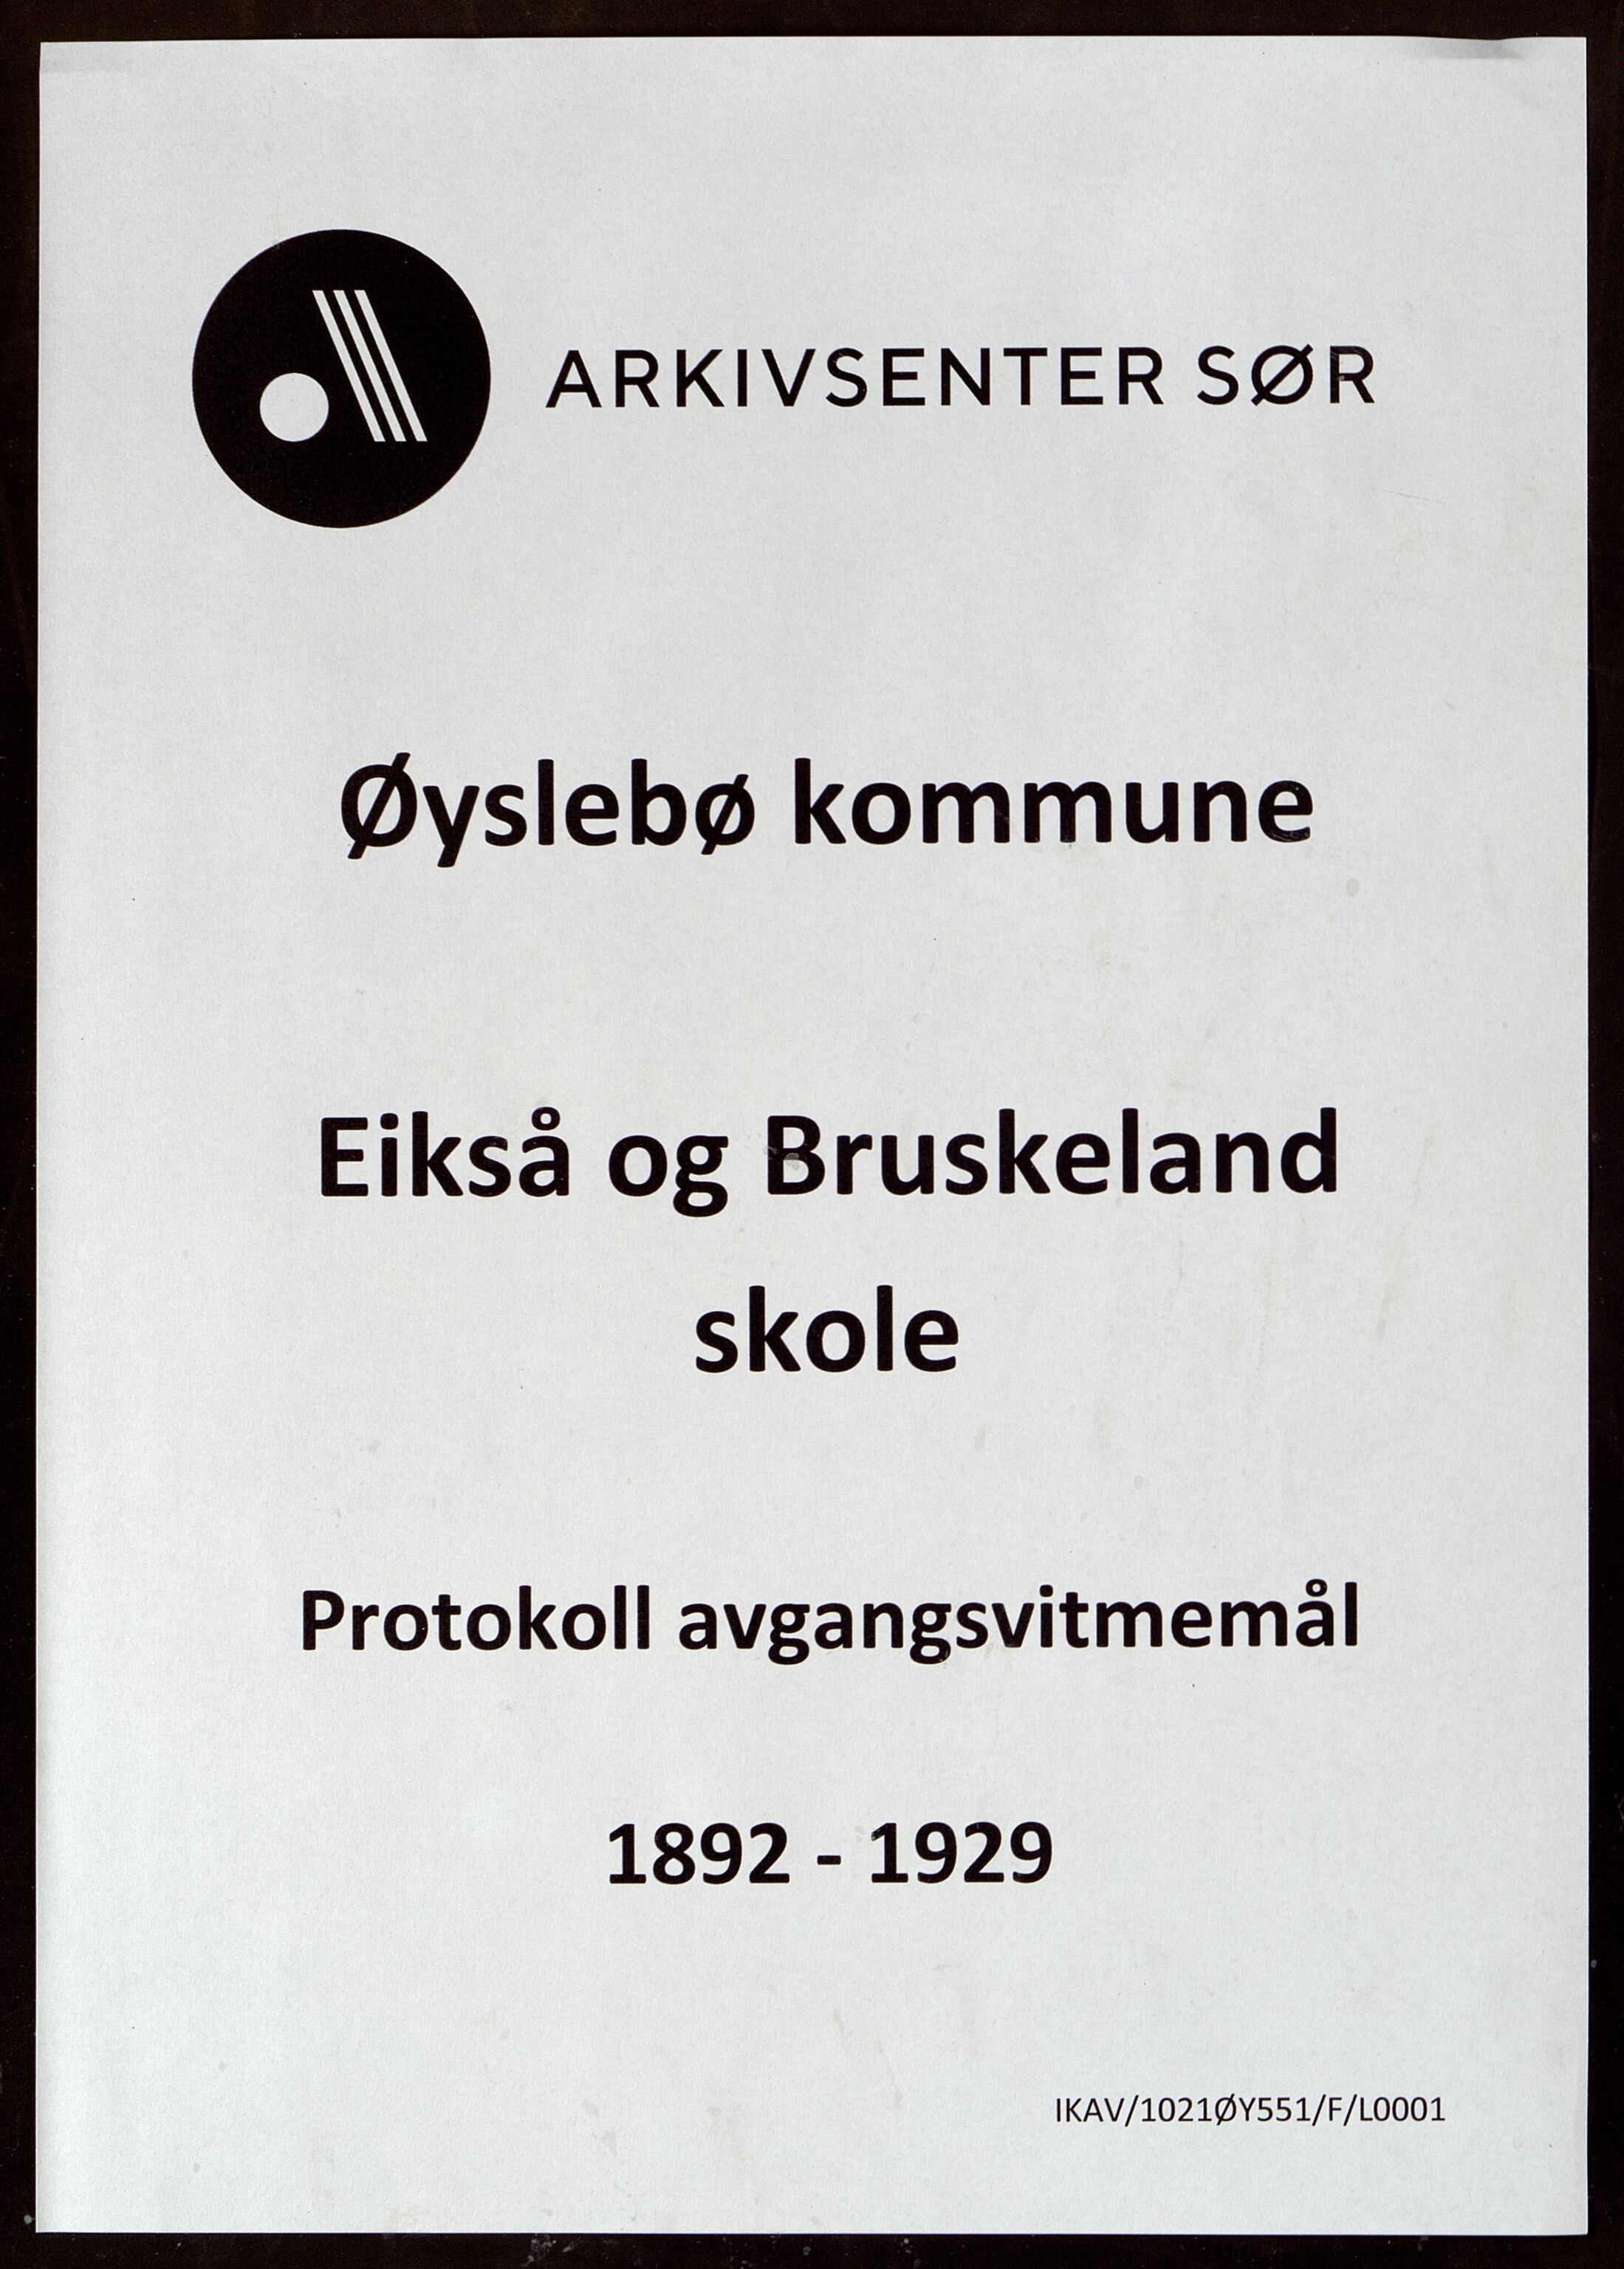 ARKIVSENTER SØR
Øyslebø kommune
Eikså og Bruskeland
skole
Protokoll avgangsvitmemål
1892 - 1929
IKAV/1021ØY551/F/L0001